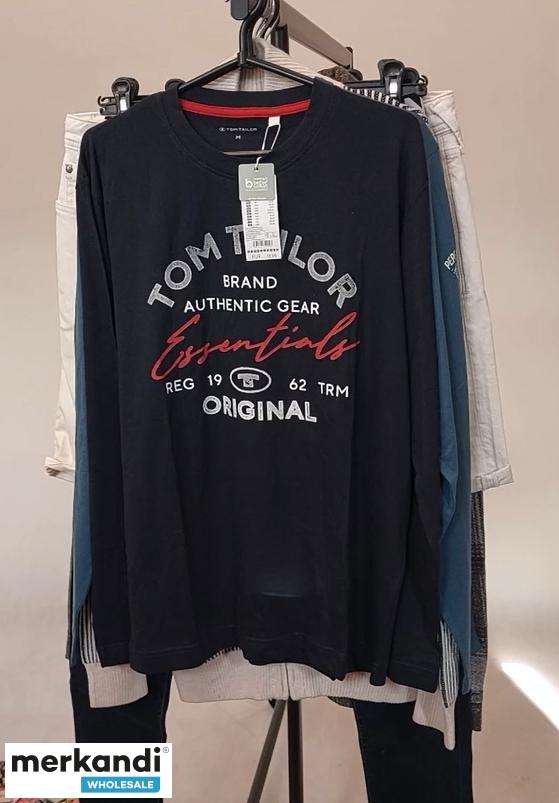 TOM TAILOR
M
b
TOM TAILOR
BRAND
AUTHENTIC GEAR
Essentials
REG 19 62 TRM
ORIGINAL
merkandi®
WHOLESALE